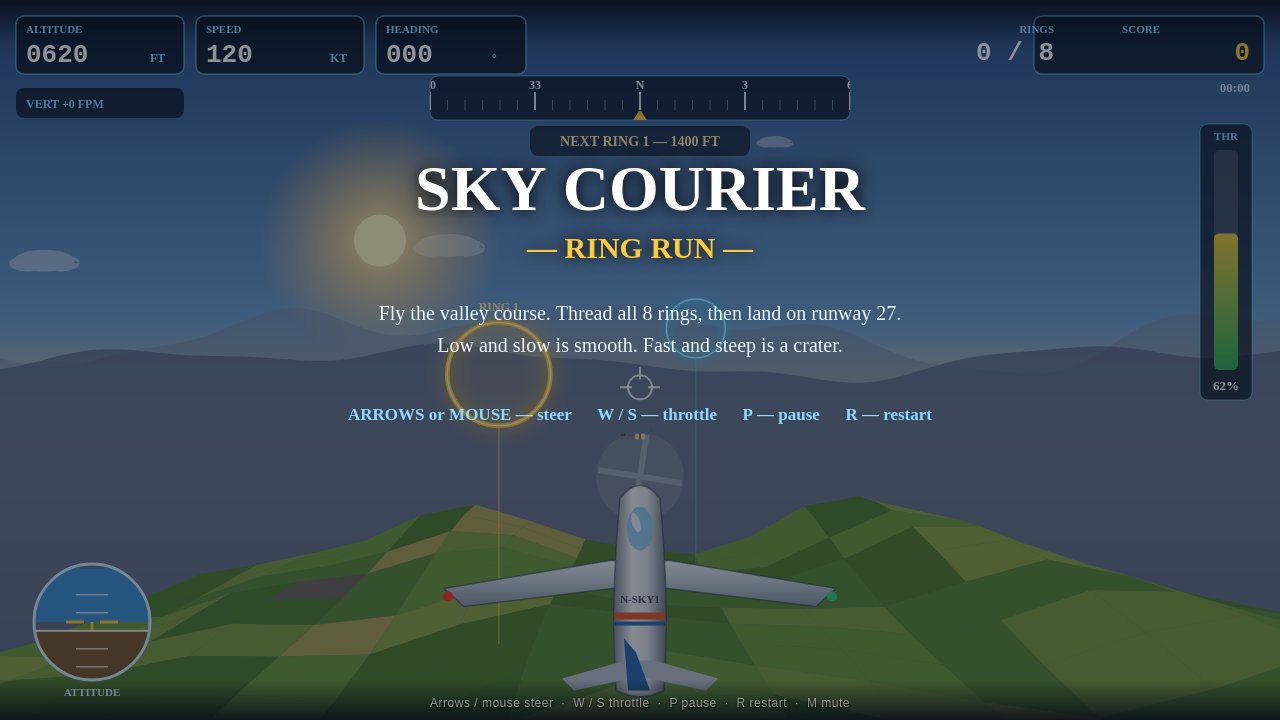 ALTITUDE
0620 FT
SPEED
120 KT
HEADING
000 °
RINGS
0 / 8
SCORE
0
00:00
VERT +0 FPM
33 N 3
NEXT RING 1 — 1400 FT
THR
62%
SKY COURIER
— RING RUN —
RING 1
Fly the valley course. Thread all 8 rings, then land on runway 27.
Low and slow is smooth. Fast and steep is a crater.
ARROWS or MOUSE — steer W / S — throttle P — pause R — restart
N-SKY1
ATTITUDE
Arrows / mouse steer · W / S throttle · P pause · R restart · M mute